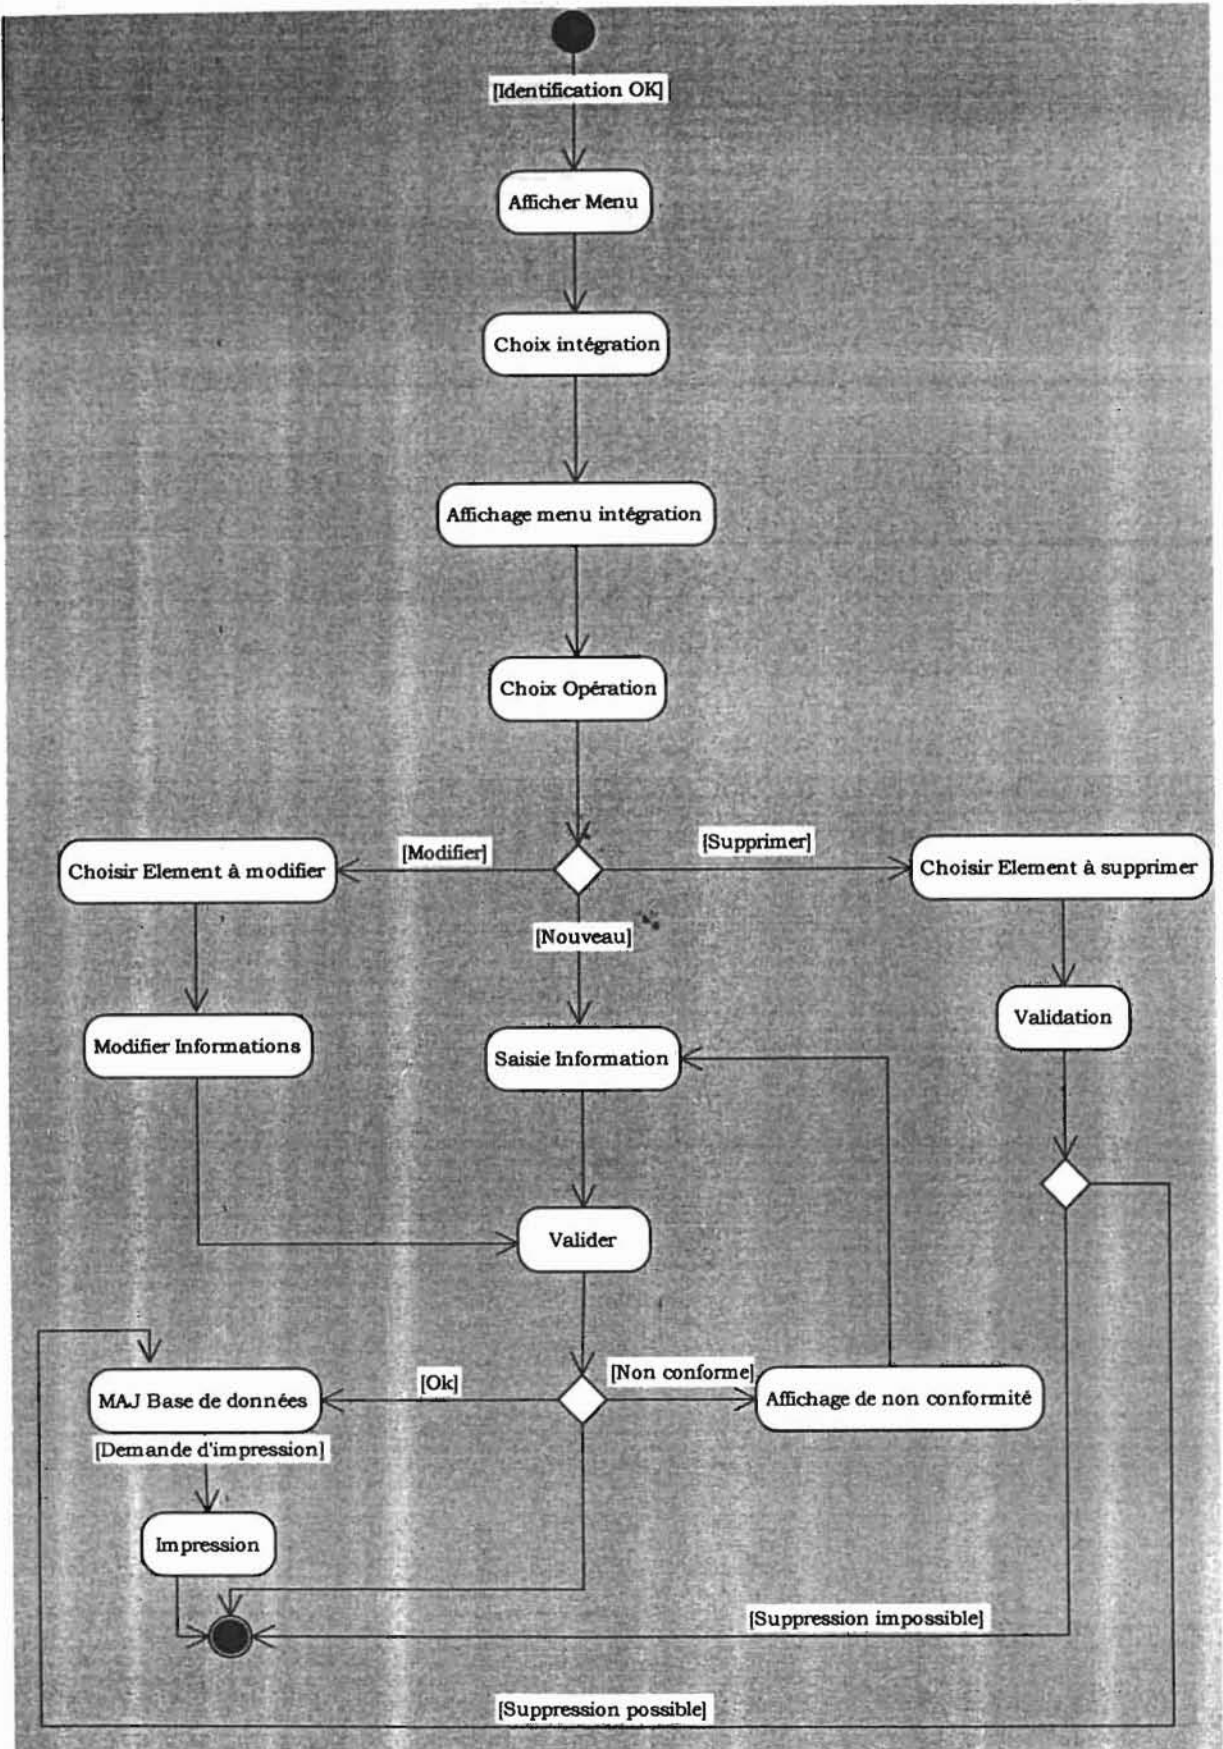 [Identification OK]
Afficher Menu
Choix intégration
Affichage menu intégration
Choix Opération
[Modifier]
[Supprimer]
Choisir Element à modifier
Choisir Element à supprimer
[Nouveau]
Modifier Informations
Saisie Information
Validation
Valider
[Ok]
[Non conforme]
MAJ Base de données
Affichage de non conformité
[Demande d'impression]
Impression
[Suppression impossible]
[Suppression possible]